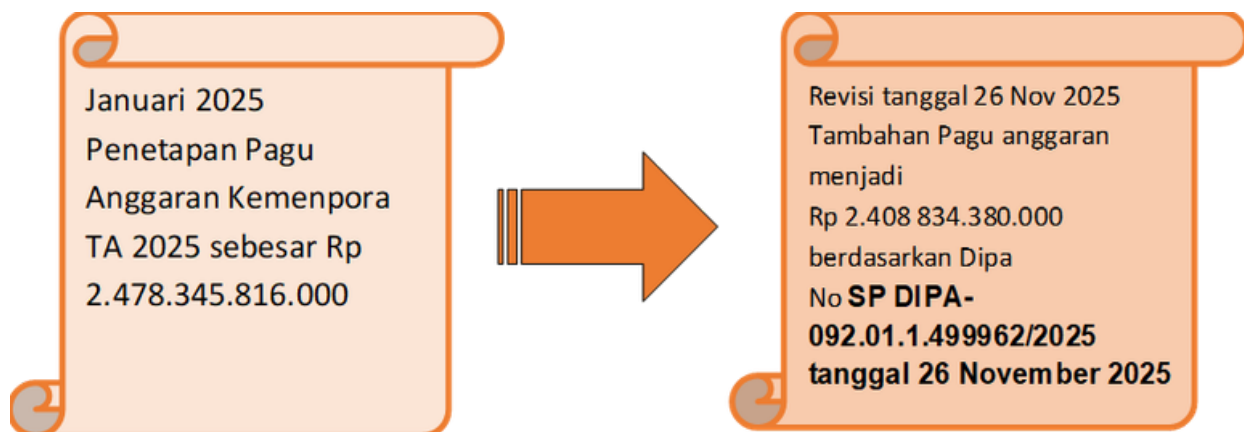 Januari 2025
Penetapan Pagu
Anggaran Kemenpora
TA 2025 sebesar Rp
2.478.345.816.000
Revisi tanggal 26 Nov 2025
Tambahan Pagu anggaran
menjadi
Rp 2.408 834.380.000
berdasarkan Dipa
No SP DIPA-
092.01.1.499962/2025
tanggal 26 November 2025